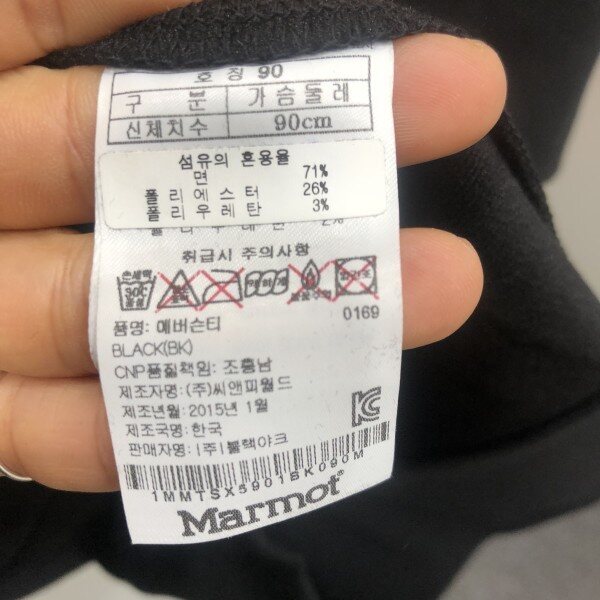 호칭 90
구 분 가슴둘레
신체치수 90cm
섬유의 혼용율
면 71%
폴리에스터 26%
폴리우레탄 3%
취급시 주의사항
손세탁
30℃
0169
품명: 에버슨티
BLACK(BK)
CNP품질책임: 조흥남
제조자명: (주)씨앤피월드
제조년월: 2015년 1월
제조국명: 한국
판매자명: (주)블랙야크
1MMTSX5901BK090M
Marmot